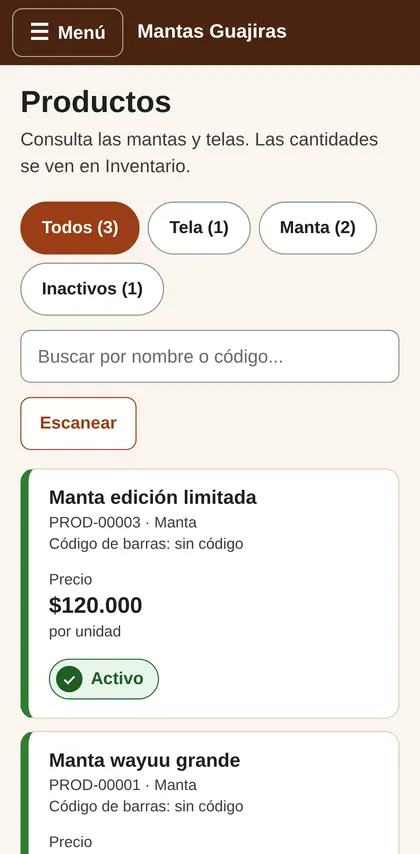 ☰ Menú
Mantas Guajiras
Productos
Consulta las mantas y telas. Las cantidades
se ven en Inventario.
Todos (3)
Tela (1)
Manta (2)
Inactivos (1)
Buscar por nombre o código...
Escanear
Manta edición limitada
PROD-00003 · Manta
Código de barras: sin código
Precio
$120.000
por unidad
Activo
Manta wayuu grande
PROD-00001 · Manta
Código de barras: sin código
Precio